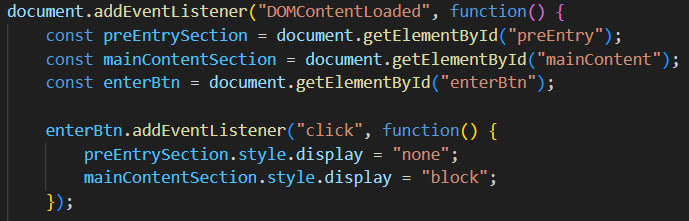 document.addEventListener("DOMContentLoaded", function() {
    const preEntrySection = document.getElementById("preEntry");
    const mainContentSection = document.getElementById("mainContent");
    const enterBtn = document.getElementById("enterBtn");

    enterBtn.addEventListener("click", function() {
        preEntrySection.style.display = "none";
        mainContentSection.style.display = "block";
    });